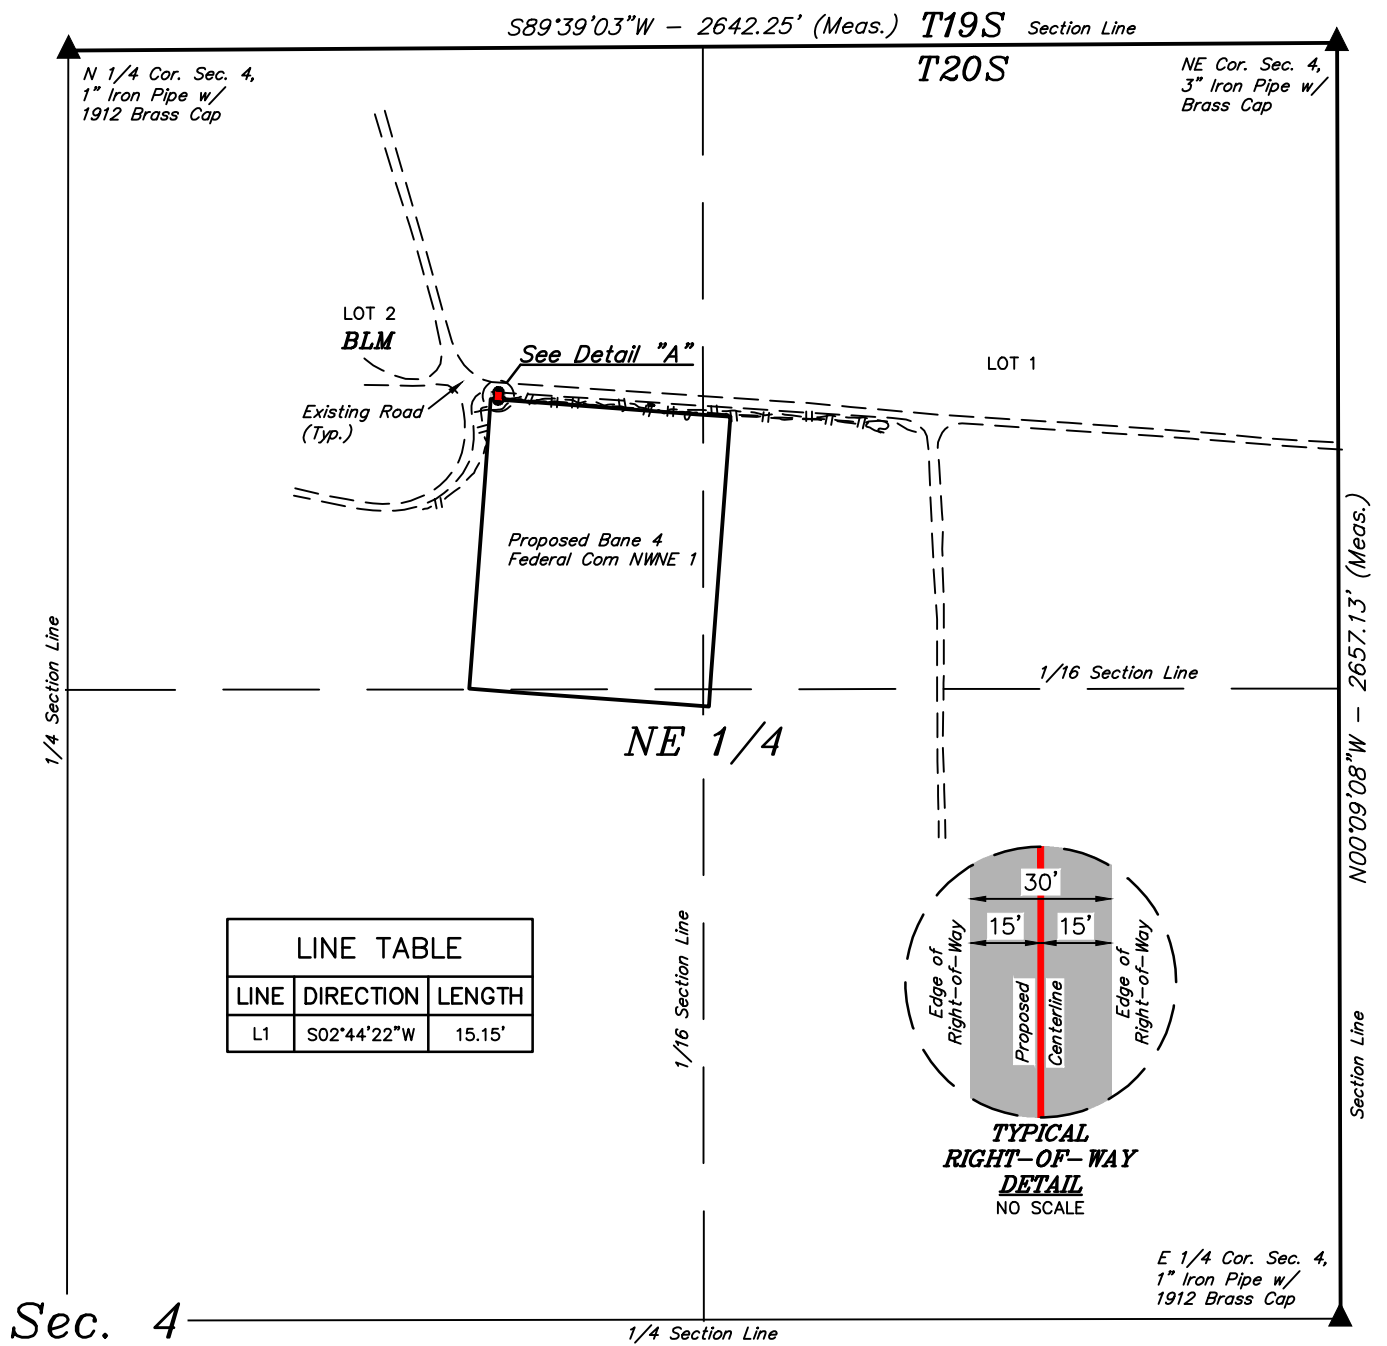 S89°39'03"W - 2642.25' (Meas.) T19S Section Line
T20S
N 1/4 Cor. Sec. 4,
1" Iron Pipe w/
1912 Brass Cap
NE Cor. Sec. 4,
3" Iron Pipe w/
Brass Cap
LOT 2
BLM
See Detail "A"
LOT 1
Existing Road
(Typ.)
Proposed Bane 4
Federal Com NWNE 1
1/4 Section Line
N00°09'08"W - 2657.13' (Meas.)
1/16 Section Line
NE 1/4
LINE TABLE
LINE DIRECTION LENGTH
L1 S02°44'22"W 15.15'
1/16 Section Line
30'
15' 15'
Edge of
Right-of-Way
Proposed
Centerline
Edge of
Right-of-Way
TYPICAL
RIGHT-OF-WAY
DETAIL
NO SCALE
Section Line
E 1/4 Cor. Sec. 4,
1" Iron Pipe w/
1912 Brass Cap
Sec. 4
1/4 Section Line